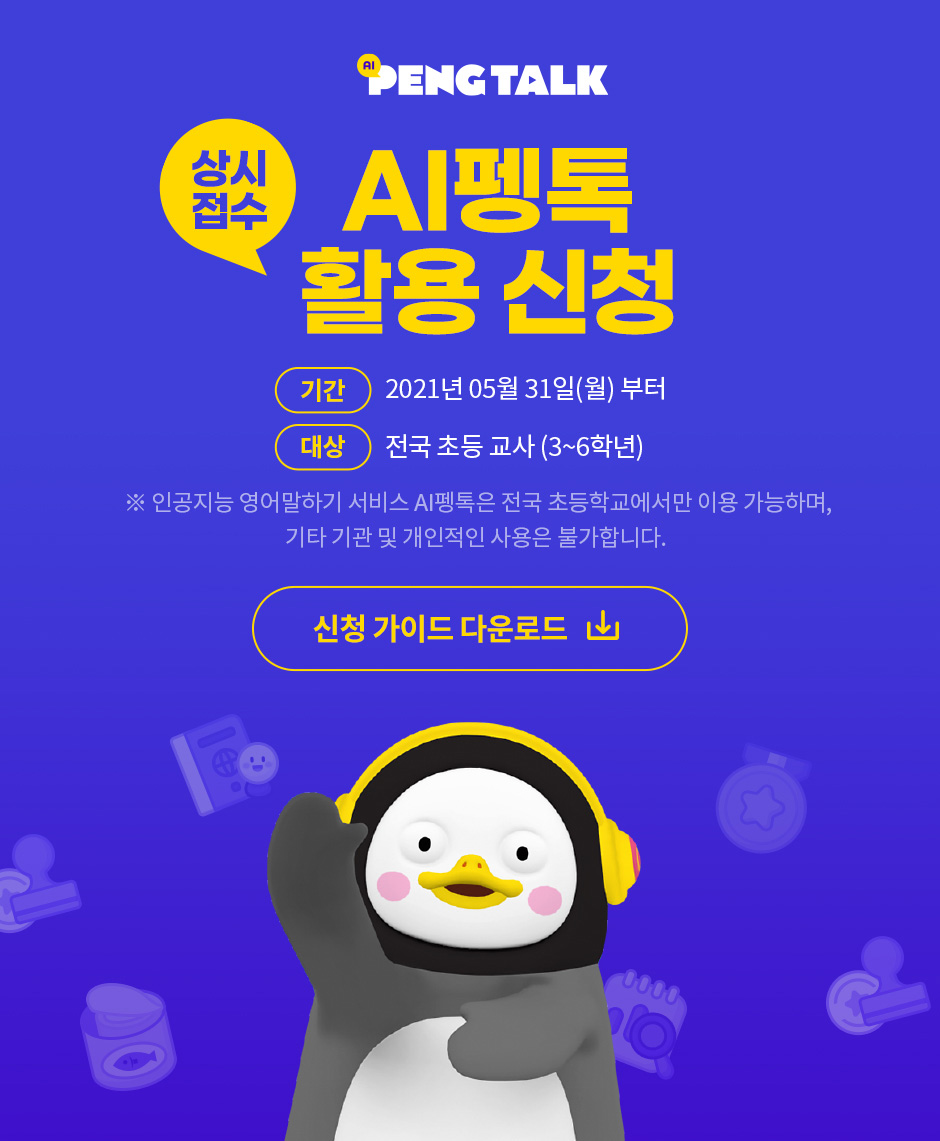 AI PENGTALK
상시
접수
AI펭톡
활용 신청
기간 2021년 05월 31일(월) 부터
대상 전국 초등 교사 (3~6학년)
※ 인공지능 영어말하기 서비스 AI펭톡은 전국 초등학교에서만 이용 가능하며,
기타 기관 및 개인적인 사용은 불가합니다.
신청 가이드 다운로드